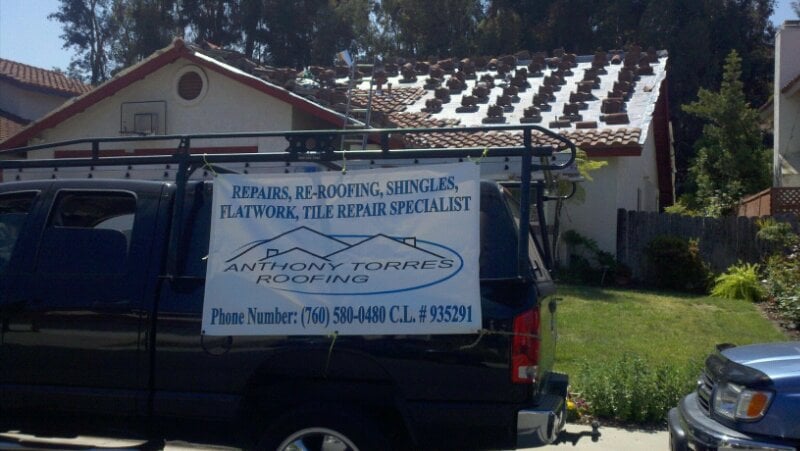 REPAIRS, RE-ROOFING, SHINGLES,
FLATWORK, TILE REPAIR SPECIALIST
ANTHONY TORRES
ROOFING
Phone Number: (760) 580-0480 C.L. # 935291